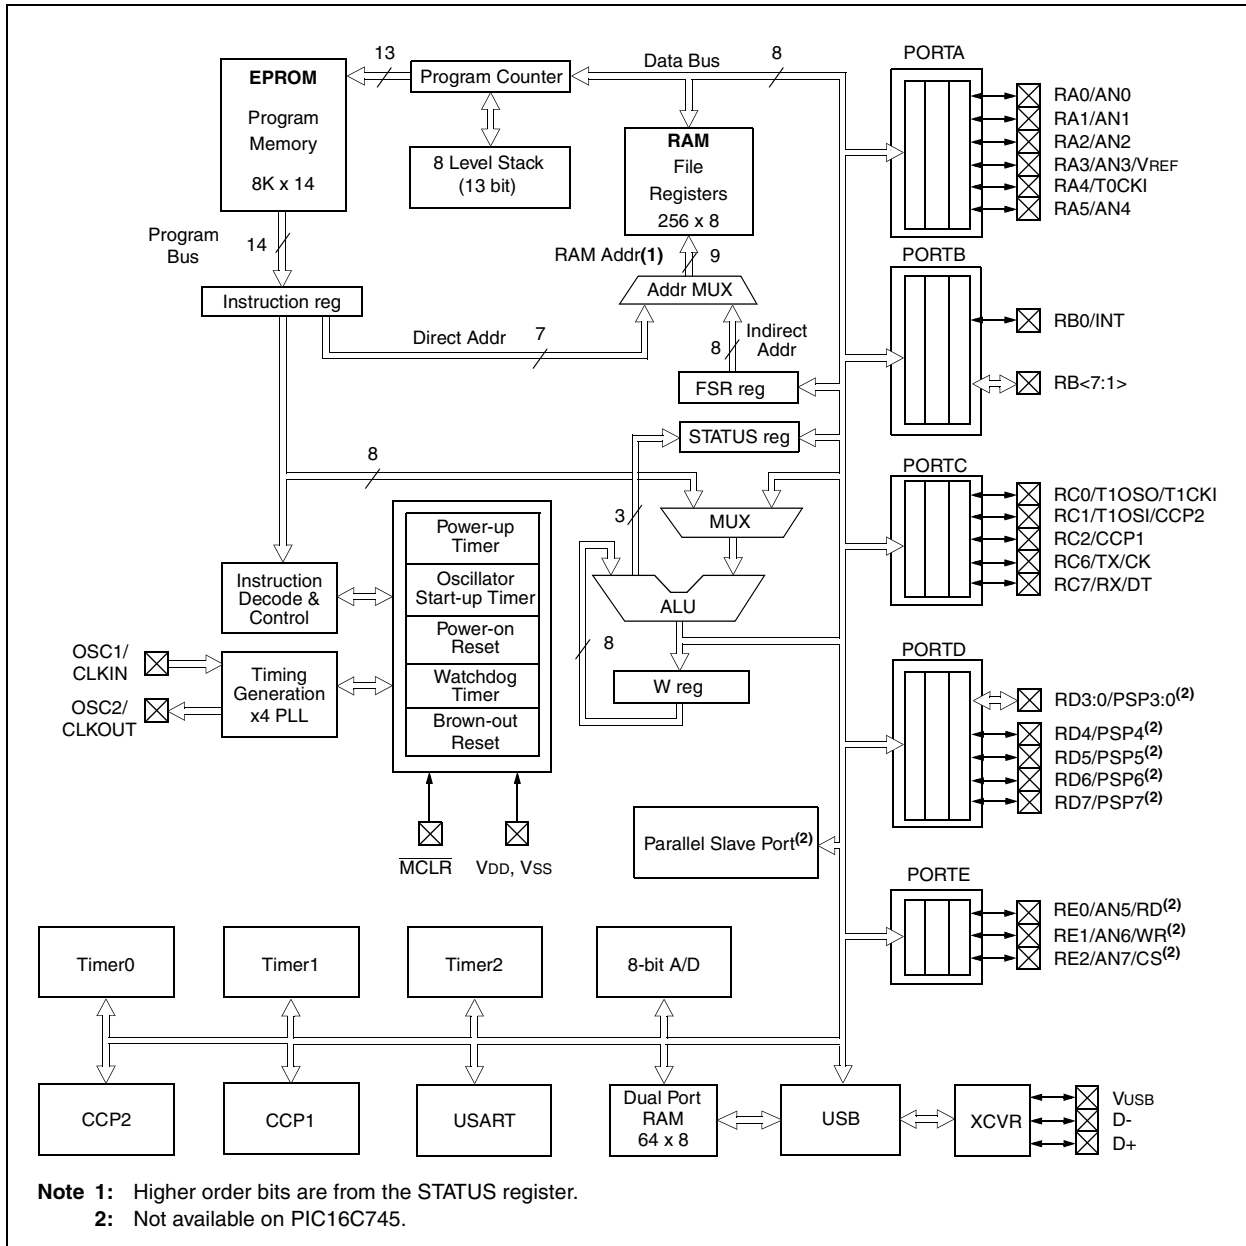 EPROM
Program
Memory
8K x 14
13
Program Counter
Data Bus
8
8 Level Stack
(13 bit)
RAM
File
Registers
256 x 8
Program
Bus
14
RAM Addr(1)
9
Addr MUX
Instruction reg
Direct Addr
7
8
Indirect
Addr
FSR reg
STATUS reg
8
3
MUX
ALU
8
W reg
Power-up
Timer
Oscillator
Start-up Timer
Power-on
Reset
Watchdog
Timer
Brown-out
Reset
Instruction
Decode &
Control
OSC1/
CLKIN
OSC2/
CLKOUT
Timing
Generation
x4 PLL
MCLR
VDD, VSS
Parallel Slave Port(2)
PORTA
RA0/AN0
RA1/AN1
RA2/AN2
RA3/AN3/VREF
RA4/T0CKI
RA5/AN4
PORTB
RB0/INT
RB<7:1>
PORTC
RC0/T1OSO/T1CKI
RC1/T1OSI/CCP2
RC2/CCP1
RC6/TX/CK
RC7/RX/DT
PORTD
RD3:0/PSP3:0(2)
RD4/PSP4(2)
RD5/PSP5(2)
RD6/PSP6(2)
RD7/PSP7(2)
PORTE
RE0/AN5/RD(2)
RE1/AN6/WR(2)
RE2/AN7/CS(2)
Timer0
Timer1
Timer2
8-bit A/D
CCP2
CCP1
USART
Dual Port
RAM
64 x 8
USB
XCVR
VUSB
D-
D+
Note 1: Higher order bits are from the STATUS register.
2: Not available on PIC16C745.